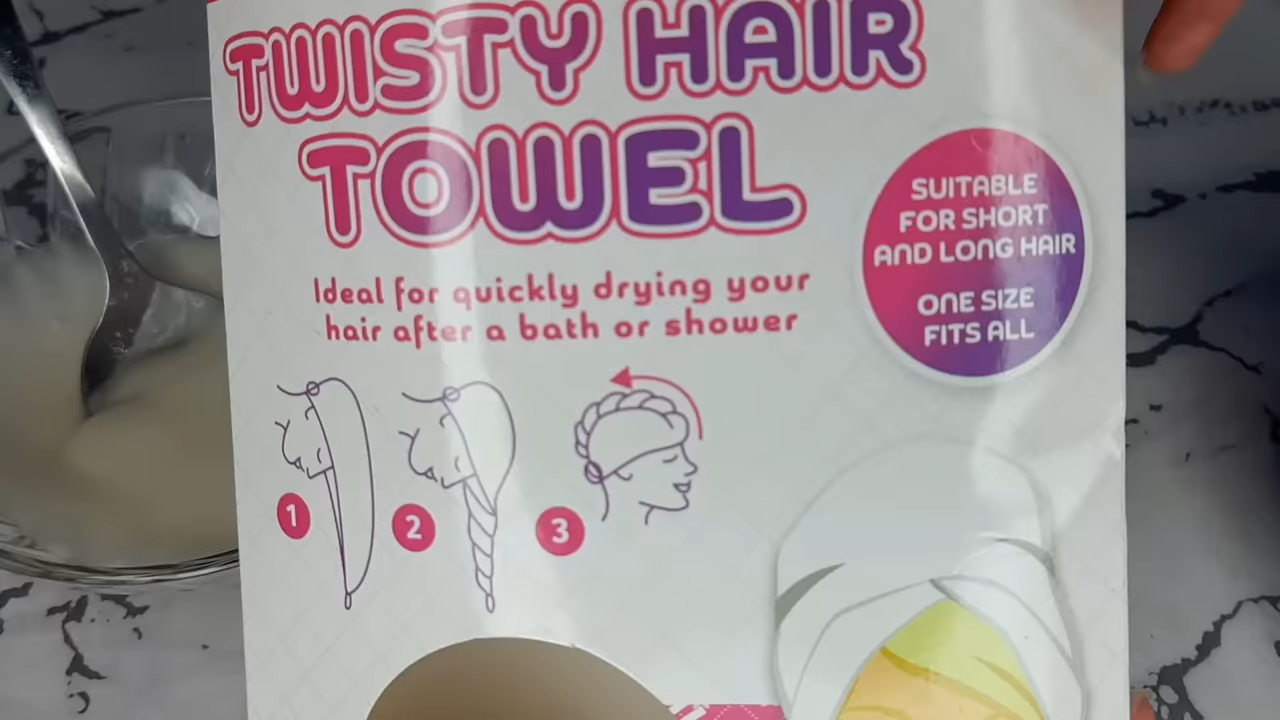 TWISTY HAIR
TOWEL
Ideal for quickly drying your
hair after a bath or shower
SUITABLE
FOR SHORT
AND LONG HAIR
ONE SIZE
FITS ALL
1
2
3